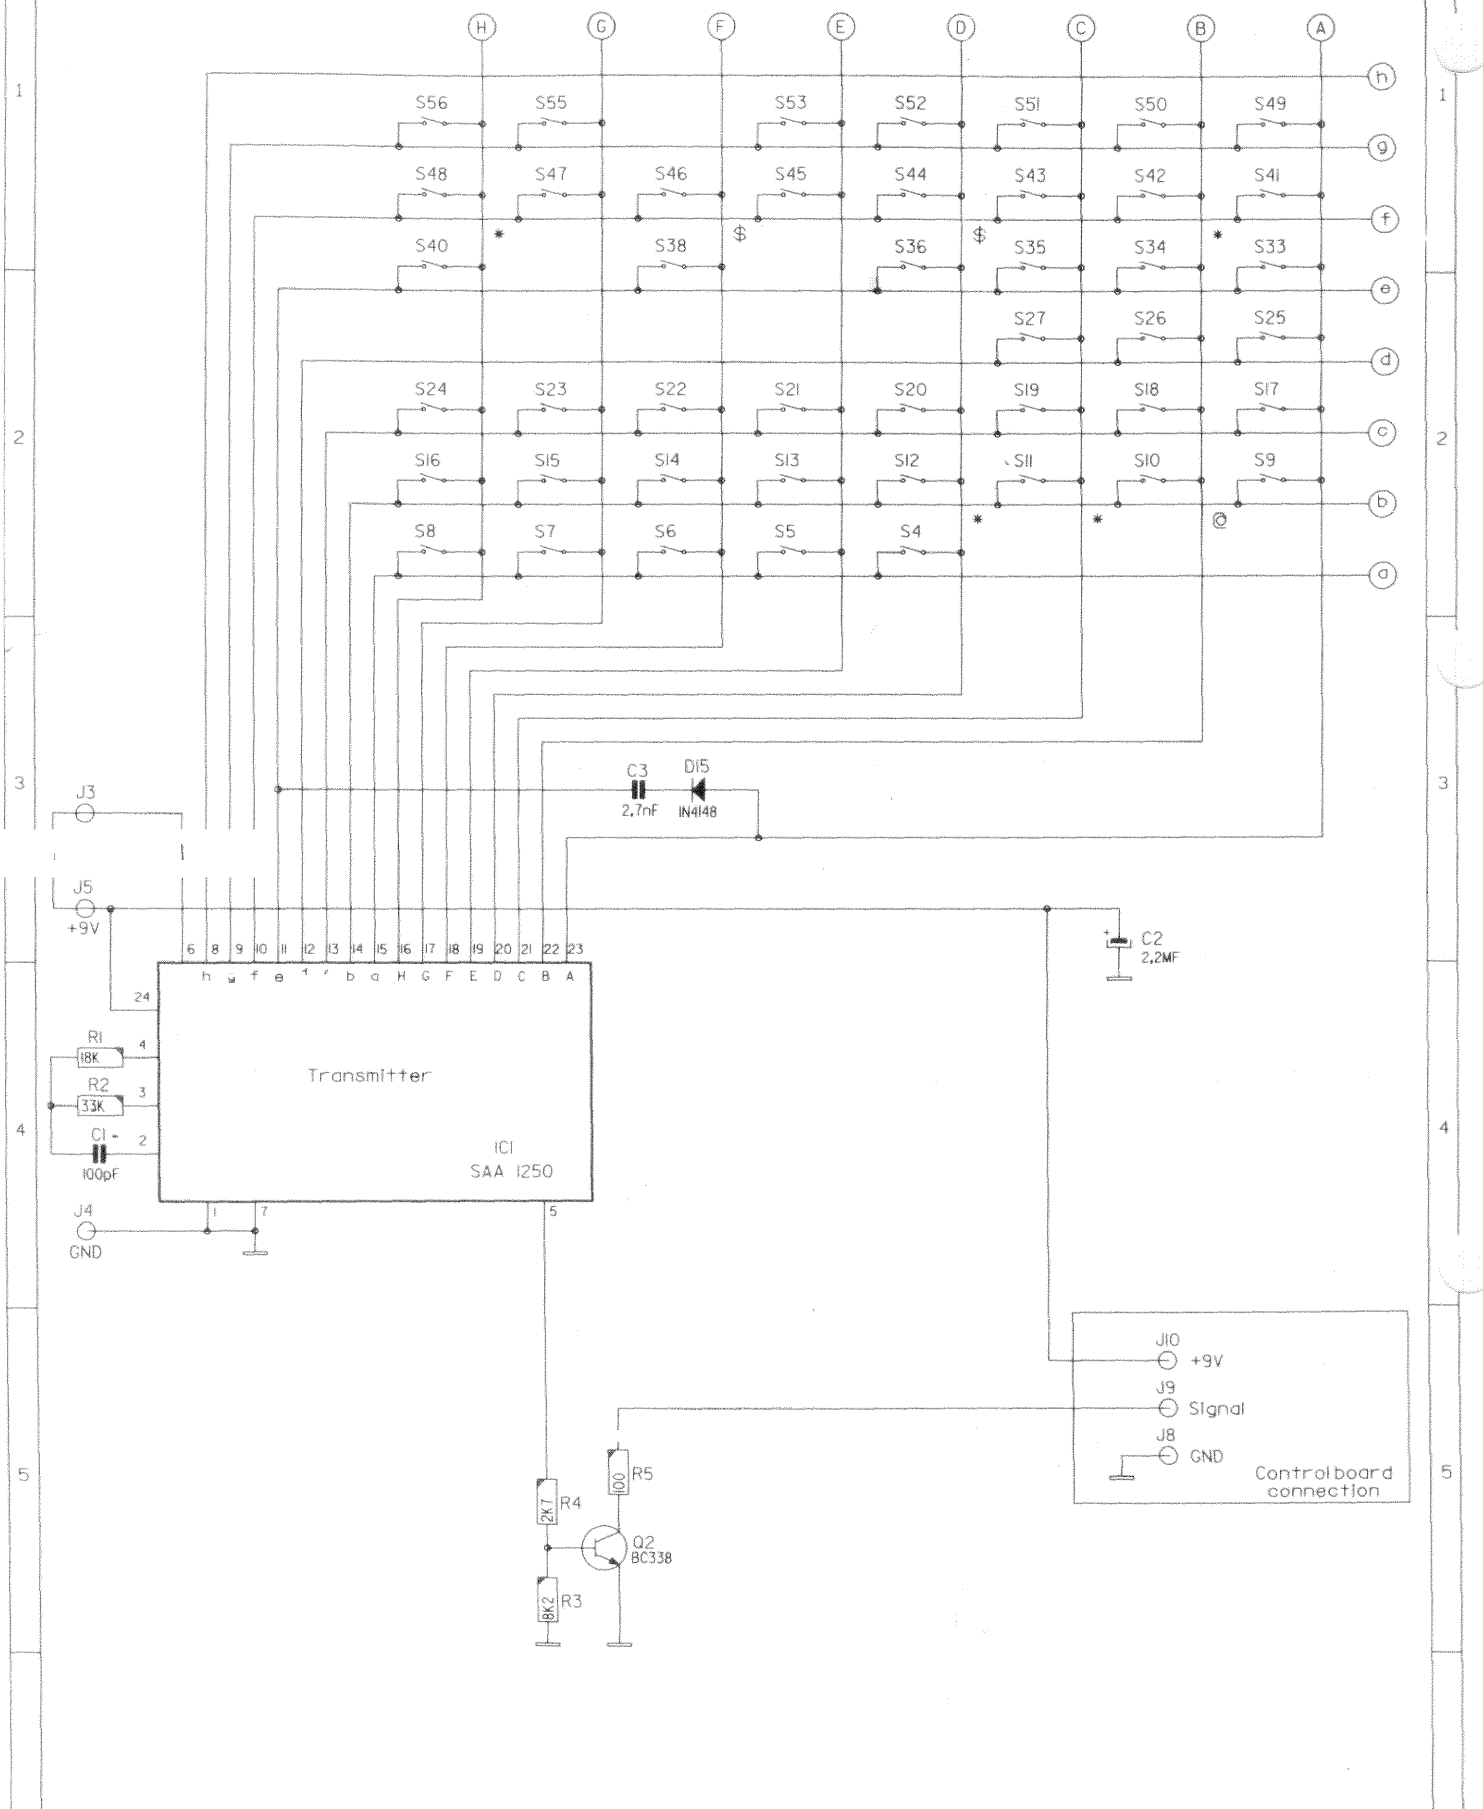 H G F E D C B A
h
1 1
S56 S55 S53 S52 S51 S50 S49
g
S48 S47 S46 S45 S44 S43 S42 S41
f
* $ $ *
S40 S38 S36 S35 S34 S33
e
S27 S26 S25
d
S24 S23 S22 S21 S20 S19 S18 S17
c
2 2
S16 S15 S14 S13 S12 S11 S10 S9
b
* * @
S8 S7 S6 S5 S4
a
3 3
C3 D15
2,7nF 1N4148
J3
J5
+9V
C2
2,2MF
6 8 9 10 11 12 13 14 15 16 17 18 19 20 21 22 23
h g f e b a H G F E D C B A
24
R1
18K 4
Transmitter
R2
33K 3
4 4
C1 2
100pF
IC1
SAA 1250
J4
GND
1 7 5
J10
+9V
J9
Signal
J8
GND
Controlboard
connection
5 5
R5
100
R4
2K7
Q2
BC338
R3
8K2